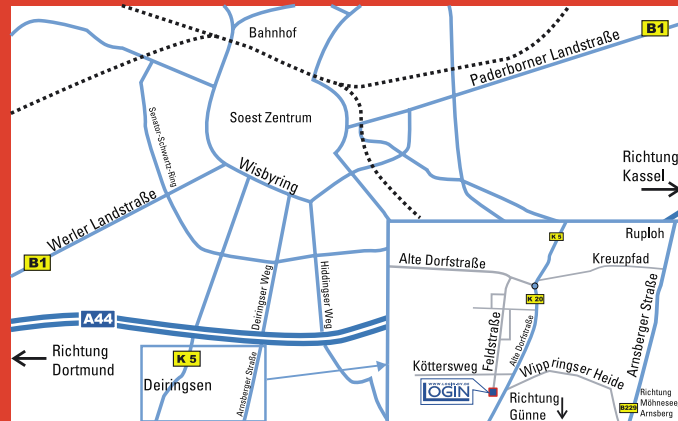 Bahnhof
B1
Paderborner Landstraße
Senator-Schwartz-Ring
Soest Zentrum
Wisbyring
Richtung
Kassel
Werler Landstraße
B1
Deiringser Weg
Hiddingser Weg
A44
Richtung
Dortmund
K 5
Deiringsen
Arnsberger Straße
K 5
Ruploh
Alte Dorfstraße
Kreuzpfad
K 20
Feldstraße
Alte Dorfstraße
Arnsberger Straße
Köttersweg
Wippringser Heide
LOGIN
Richtung
Günne
B229
Richtung
Möhnesee
Arnsberg